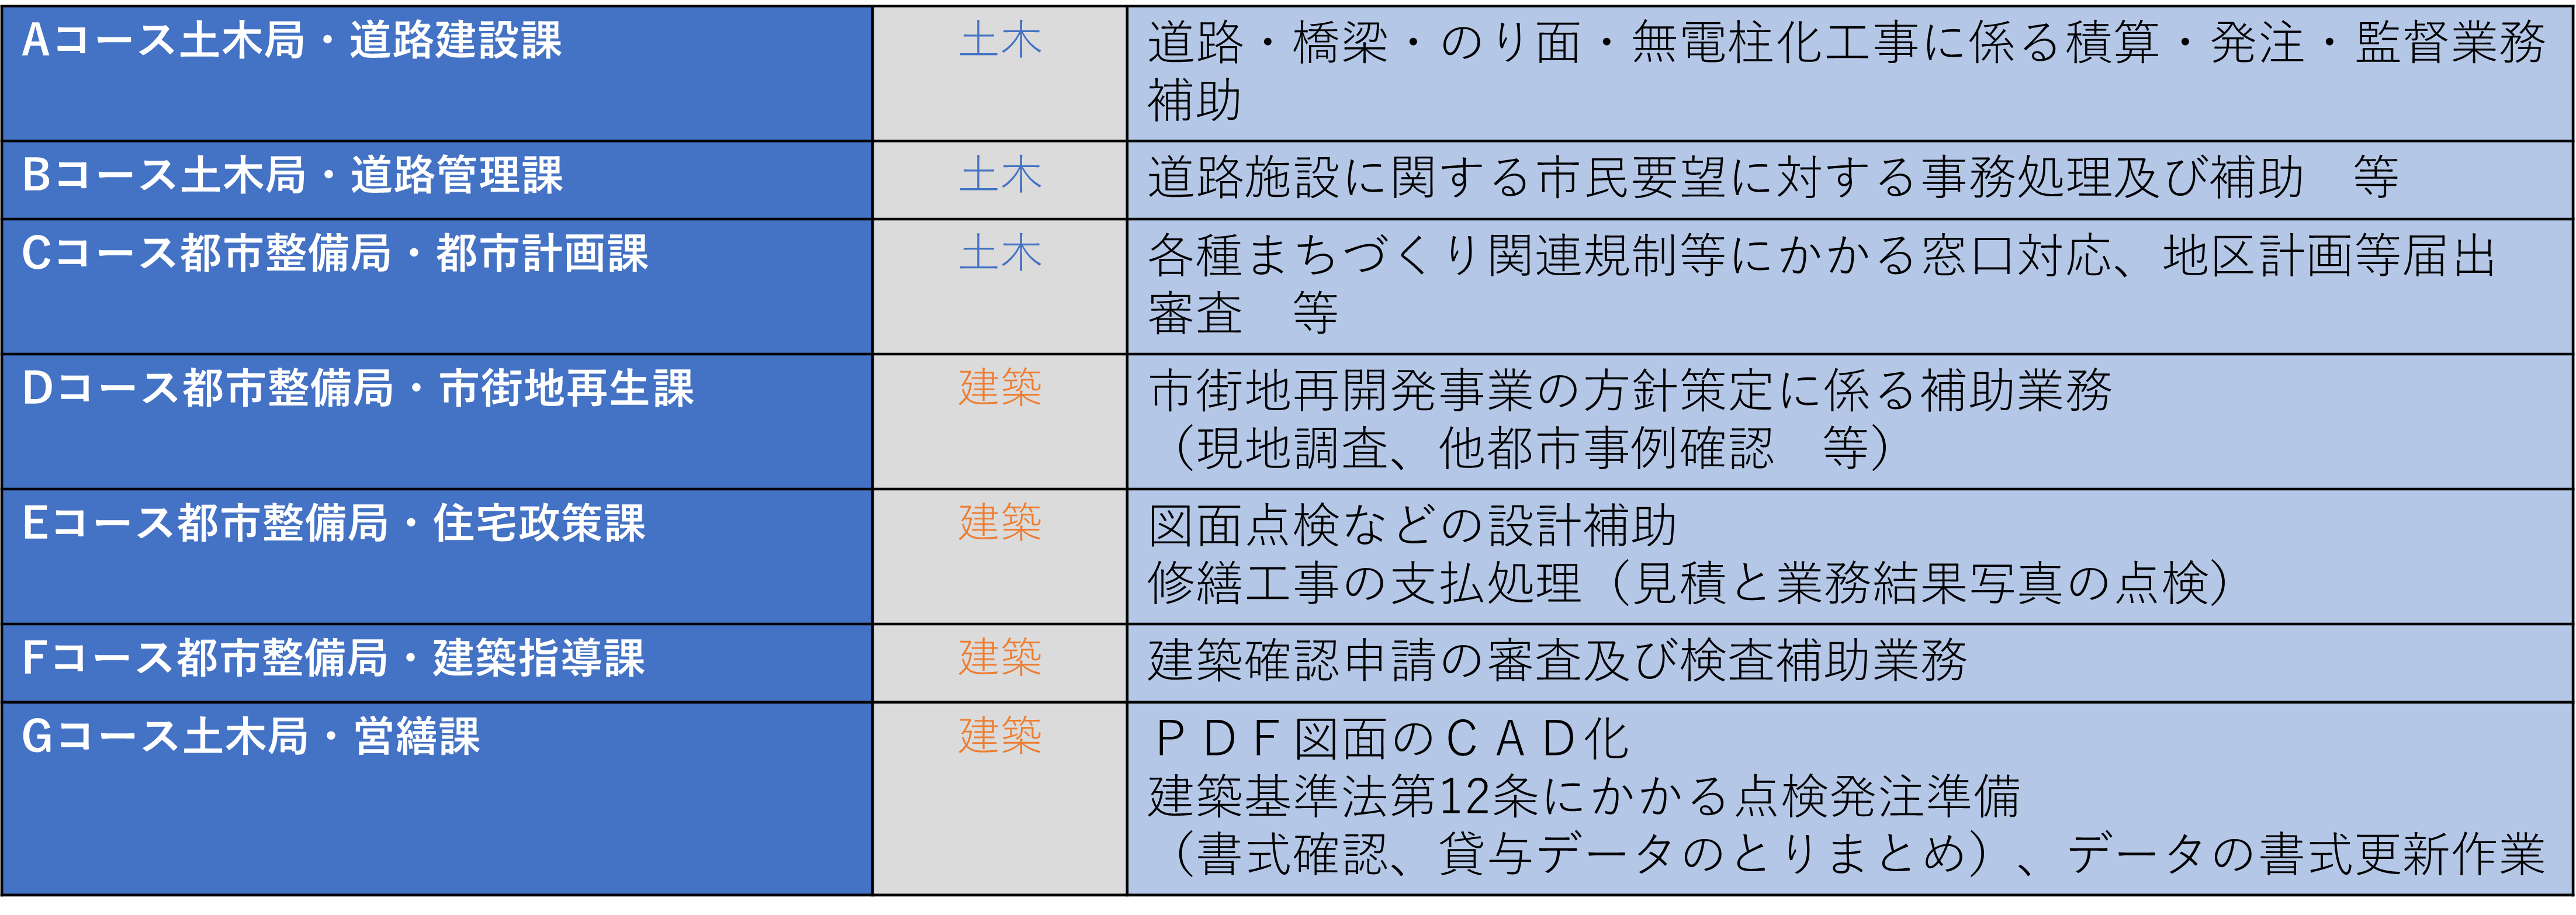 Aコース土木局・道路建設課
土木
道路・橋梁・のり面・無電柱化工事に係る積算・発注・監督業務
補助
Bコース土木局・道路管理課
土木
道路施設に関する市民要望に対する事務処理及び補助　等
Cコース都市整備局・都市計画課
土木
各種まちづくり関連規制等にかかる窓口対応、地区計画等届出
審査　等
Dコース都市整備局・市街地再生課
建築
市街地再開発事業の方針策定に係る補助業務
（現地調査、他都市事例確認　等）
Eコース都市整備局・住宅政策課
建築
図面点検などの設計補助
修繕工事の支払処理（見積と業務結果写真の点検）
Fコース都市整備局・建築指導課
建築
建築確認申請の審査及び検査補助業務
Gコース土木局・営繕課
建築
ＰＤＦ図面のＣＡＤ化
建築基準法第12条にかかる点検発注準備
（書式確認、貸与データのとりまとめ）、データの書式更新作業